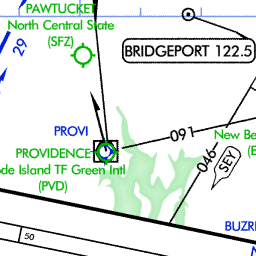 PAWTUCKET
North Central State
(SFZ)
BRIDGEPORT 122.5
29
PROVI
091
New Be
PROVIDENCE
de Island TF Green Intl
(PVD)
046
SEY
BUZR
50